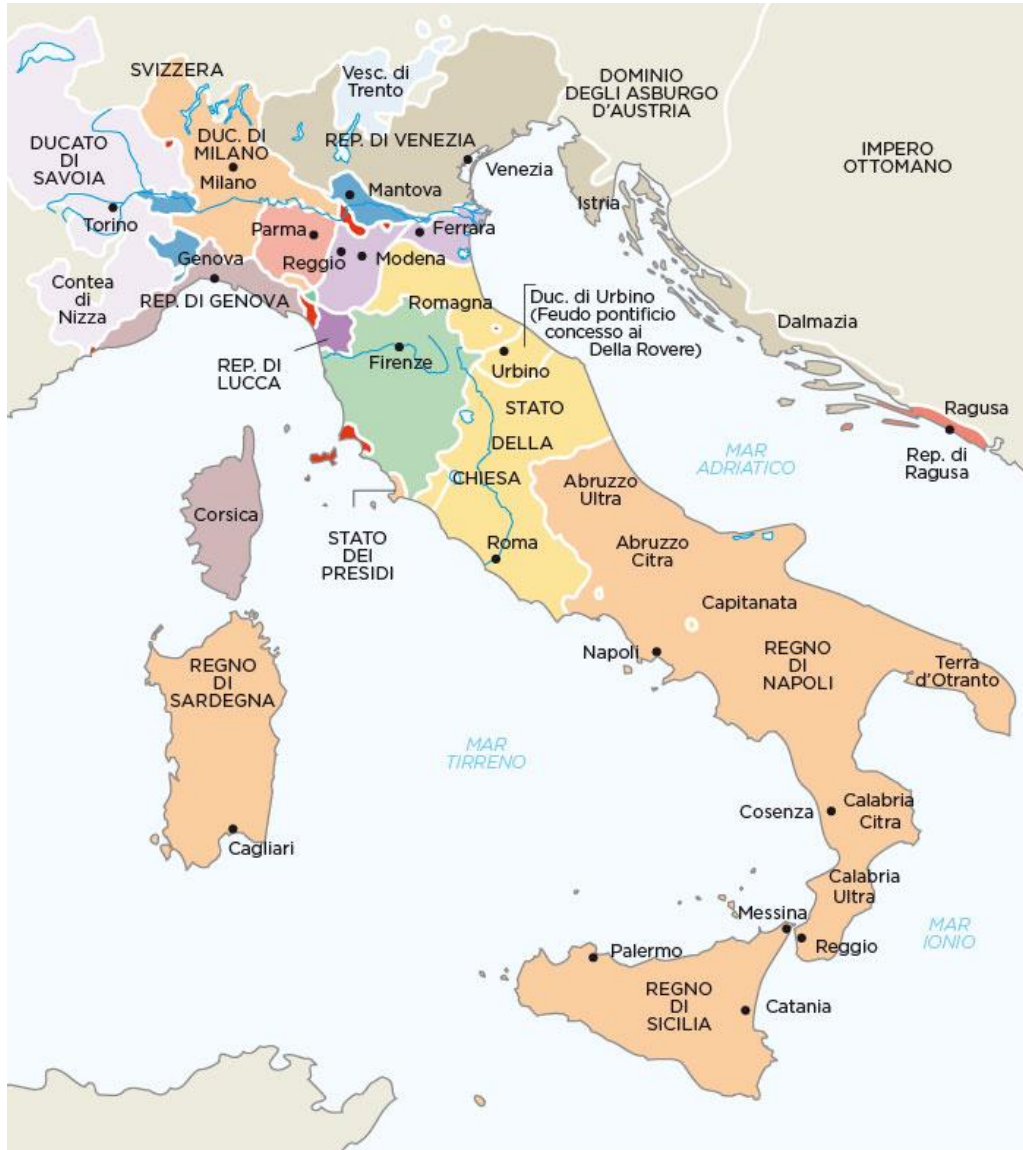 SVIZZERA
Vesc. di
Trento
DOMINIO
DEGLI ASBURGO
D'AUSTRIA
DUCATO
DI
SAVOIA
DUC. DI
MILANO
Milano
REP. DI VENEZIA
IMPERO
OTTOMANO
Venezia
Mantova
Istria
Torino
Parma
Ferrara
Reggio
Modena
Genova
Contea
di
Nizza
REP. DI GENOVA
Romagna
Duc. di Urbino
(Feudo pontificio
concesso ai
Della Rovere)
Dalmazia
REP. DI
LUCCA
Firenze
Urbino
STATO
DELLA
CHIESA
Ragusa
Rep. di
Ragusa
MAR
ADRIATICO
Abruzzo
Ultra
Corsica
STATO
DEI
PRESIDI
Roma
Abruzzo
Citra
Capitanata
Napoli
REGNO
DI
NAPOLI
Terra
d'Otranto
REGNO
DI
SARDEGNA
MAR
TIRRENO
Cosenza
Calabria
Citra
Cagliari
Calabria
Ultra
Messina
Reggio
MAR
IONIO
Palermo
REGNO
DI
SICILIA
Catania